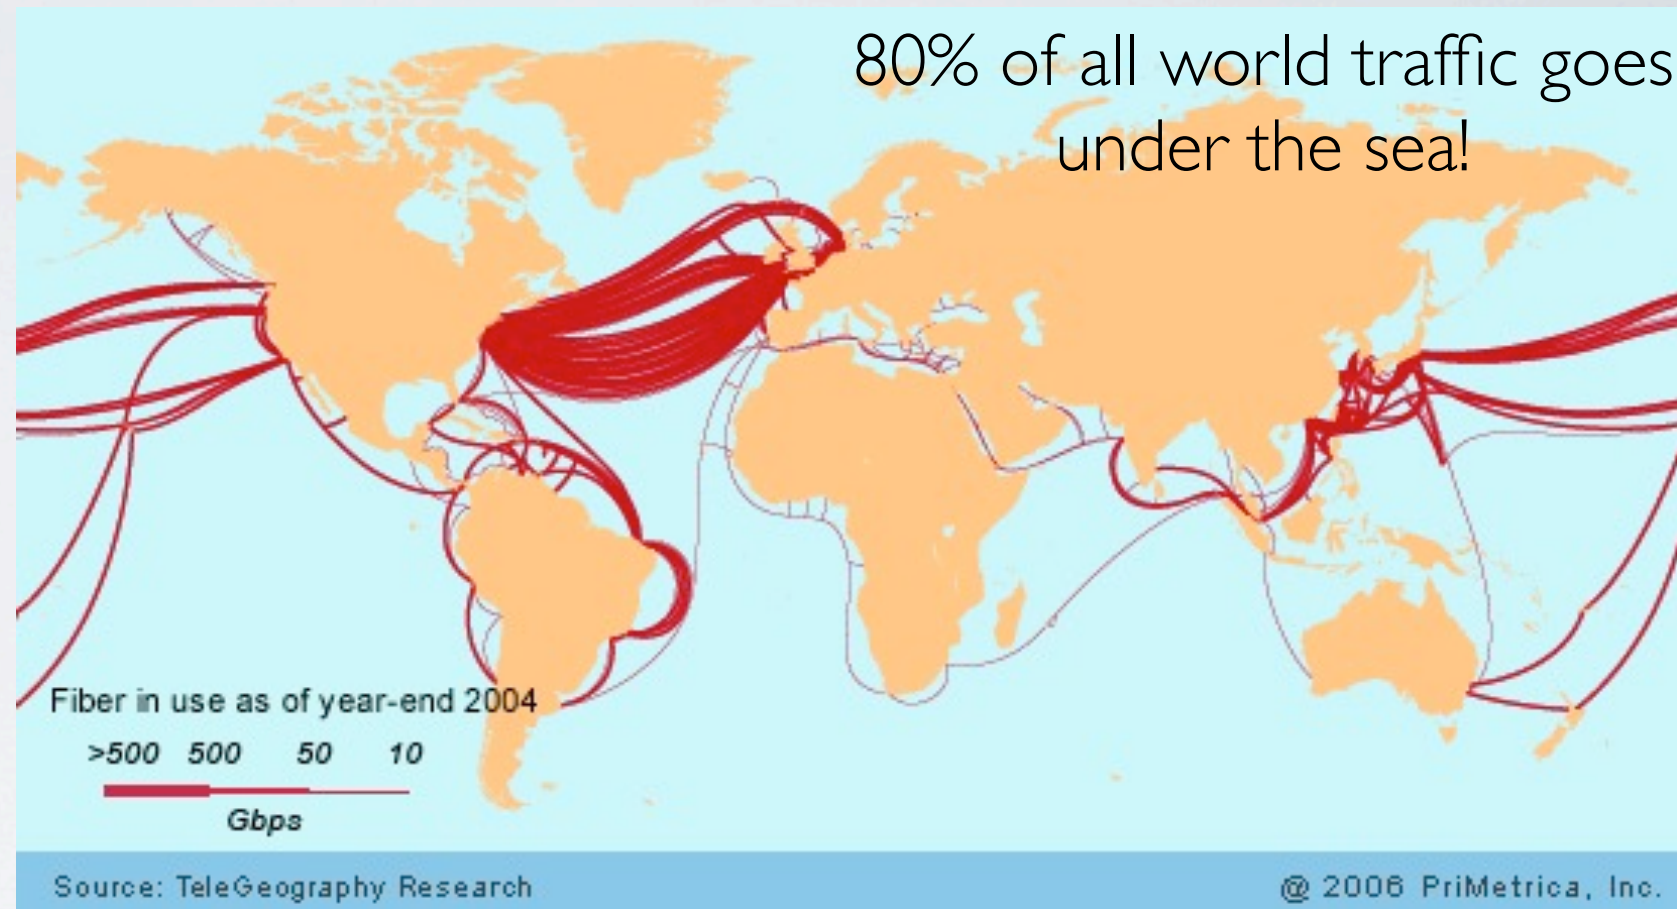 80% of all world traffic goes
under the sea!
Fiber in use as of year-end 2004
>500 500 50 10
Gbps
Source: TeleGeography Research
@ 2006 PriMetrica, Inc.